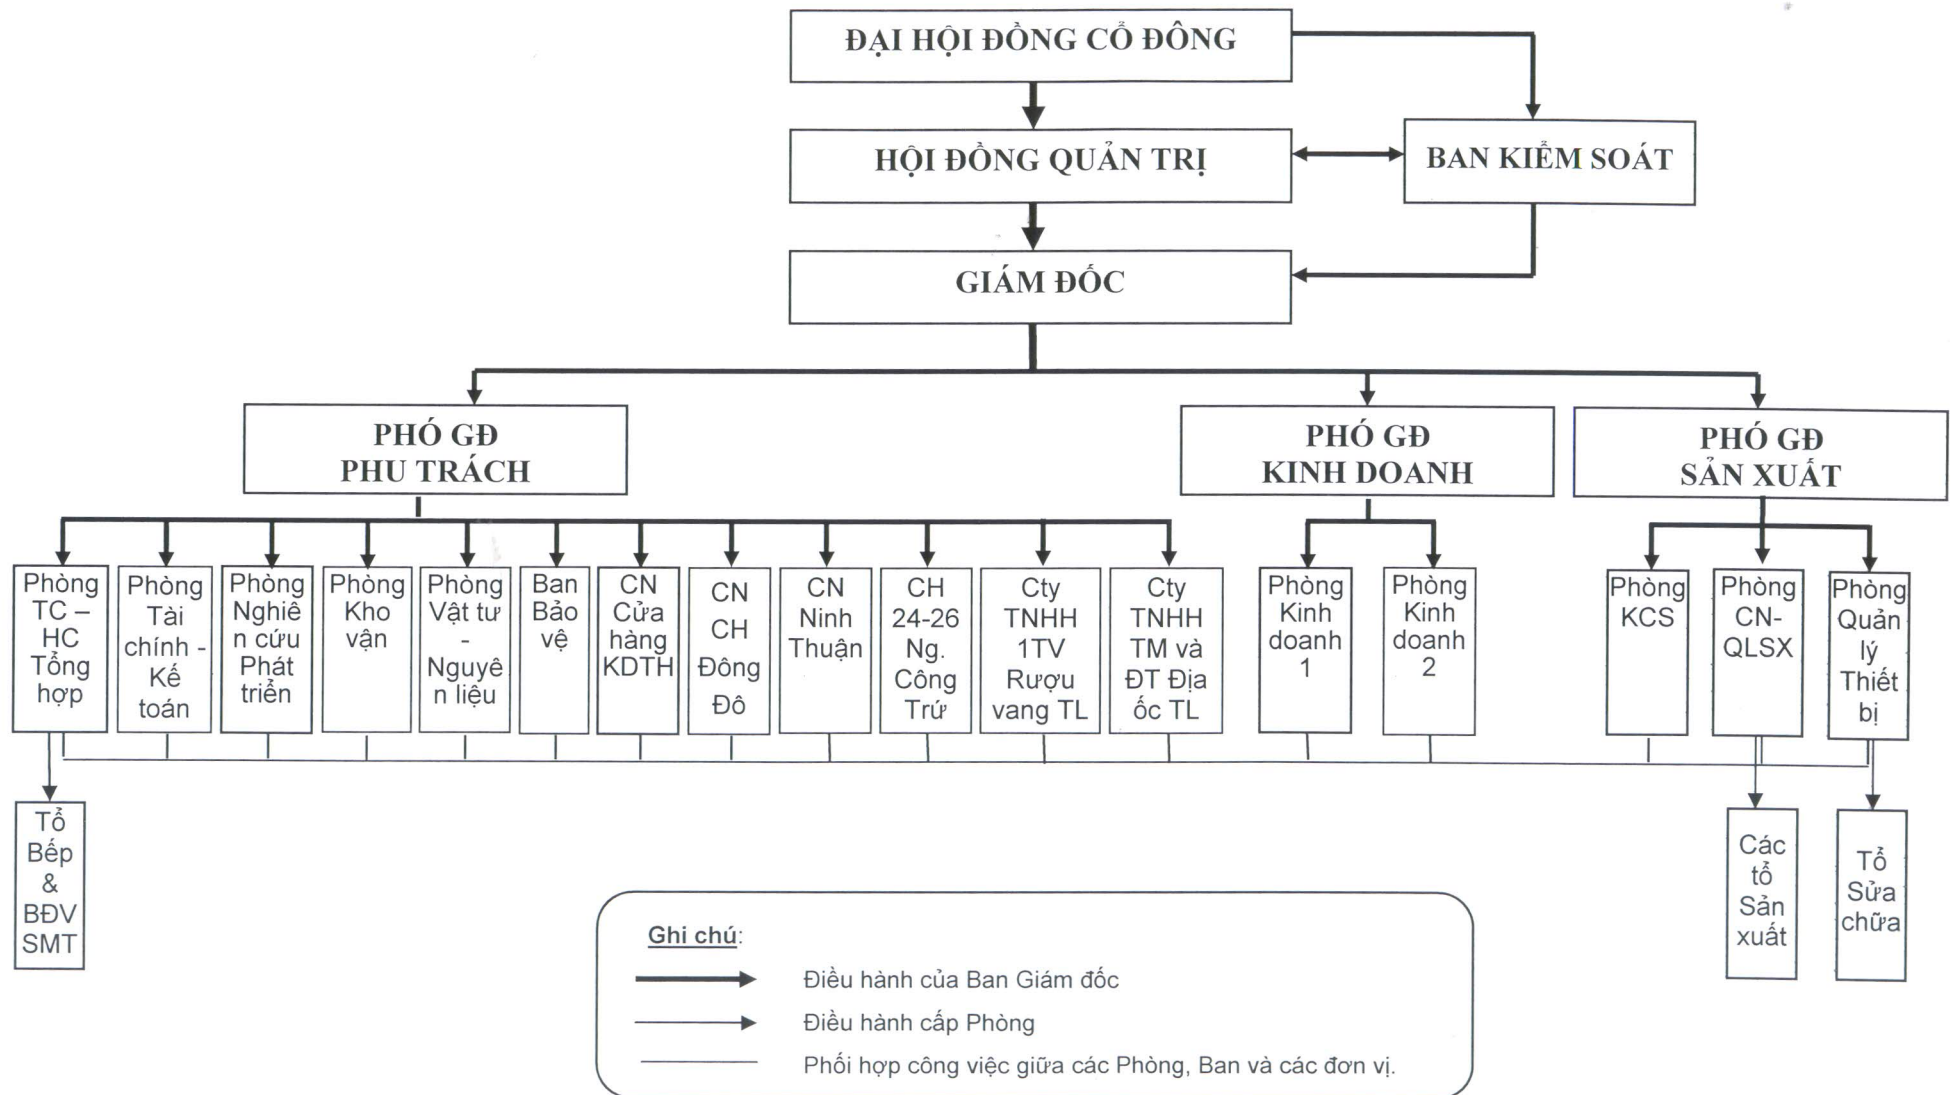 ĐẠI HỘI ĐỒNG CỔ ĐÔNG
HỘI ĐỒNG QUẢN TRỊ
BAN KIỂM SOÁT
GIÁM ĐỐC
PHÓ GĐ
PHU TRÁCH
PHÓ GĐ
KINH DOANH
PHÓ GĐ
SẢN XUẤT
Phòng
TC –
HC
Tổng
hợp
Phòng
Tài
chính -
Kế
toán
Phòng
Nghiê
n cứu
Phát
triển
Phòng
Kho
vận
Phòng
Vật tư
-
Nguyê
n liệu
Ban
Bảo
vệ
CN
Cửa
hàng
KDTH
CN
CH
Đông
Đô
CN
Ninh
Thuận
CH
24-26
Ng.
Công
Trứ
Cty
TNHH
1TV
Rượu
vang TL
Cty
TNHH
TM và
ĐT Địa
ốc TL
Phòng
Kinh
doanh
1
Phòng
Kinh
doanh
2
Phòng
KCS
Phòng
CN-
QLSX
Phòng
Quản
lý
Thiết
bị
Tổ
Bếp
&
BĐV
SMT
Các
tổ
Sản
xuất
Tổ
Sửa
chữa
Ghi chú:
Điều hành của Ban Giám đốc
Điều hành cấp Phòng
Phối hợp công việc giữa các Phòng, Ban và các đơn vị.